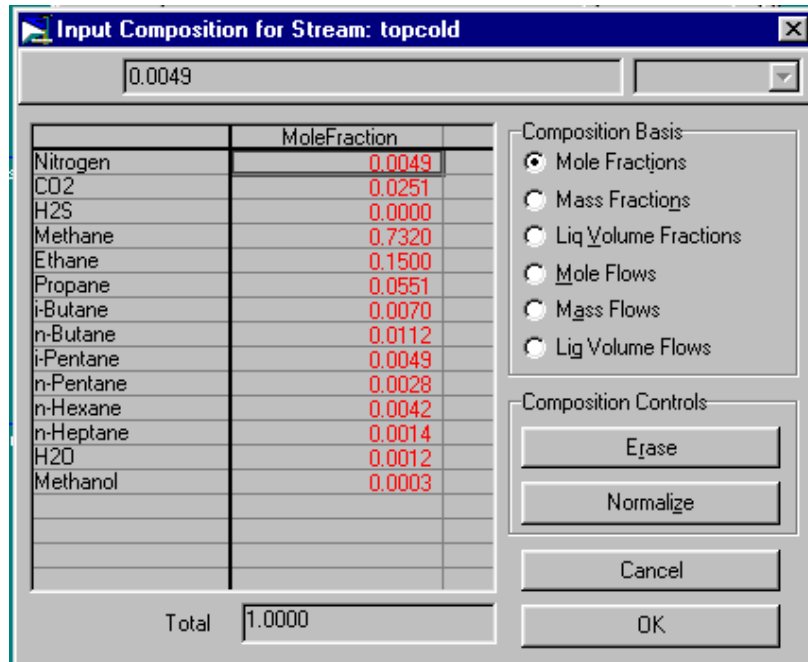 Input Composition for Stream: topcold
0.0049
MoleFraction
Nitrogen 0.0049
CO2 0.0251
H2S 0.0000
Methane 0.7320
Ethane 0.1500
Propane 0.0551
i-Butane 0.0070
n-Butane 0.0112
i-Pentane 0.0049
n-Pentane 0.0028
n-Hexane 0.0042
n-Heptane 0.0014
H2O 0.0012
Methanol 0.0003
Total 1.0000
Composition Basis
Mole Fractions
Mass Fractions
Liq Volume Fractions
Mole Flows
Mass Flows
Liq Volume Flows
Composition Controls
Erase
Normalize
Cancel
OK